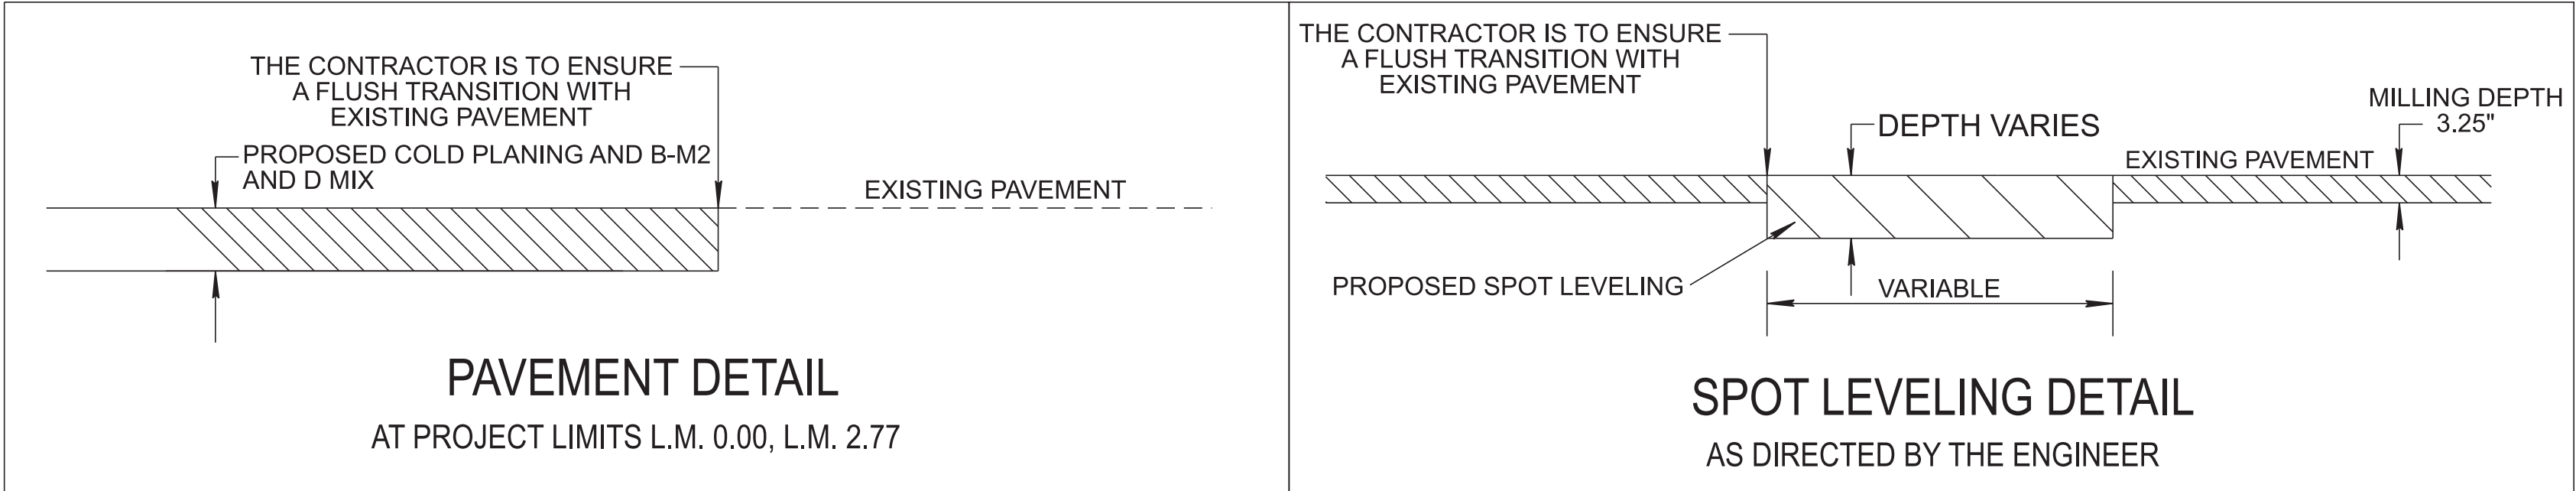 THE CONTRACTOR IS TO ENSURE
A FLUSH TRANSITION WITH
EXISTING PAVEMENT
PROPOSED COLD PLANING AND B-M2
AND D MIX
EXISTING PAVEMENT
PAVEMENT DETAIL
AT PROJECT LIMITS L.M. 0.00, L.M. 2.77
THE CONTRACTOR IS TO ENSURE
A FLUSH TRANSITION WITH
EXISTING PAVEMENT
MILLING DEPTH
3.25"
DEPTH VARIES
EXISTING PAVEMENT
PROPOSED SPOT LEVELING
VARIABLE
SPOT LEVELING DETAIL
AS DIRECTED BY THE ENGINEER